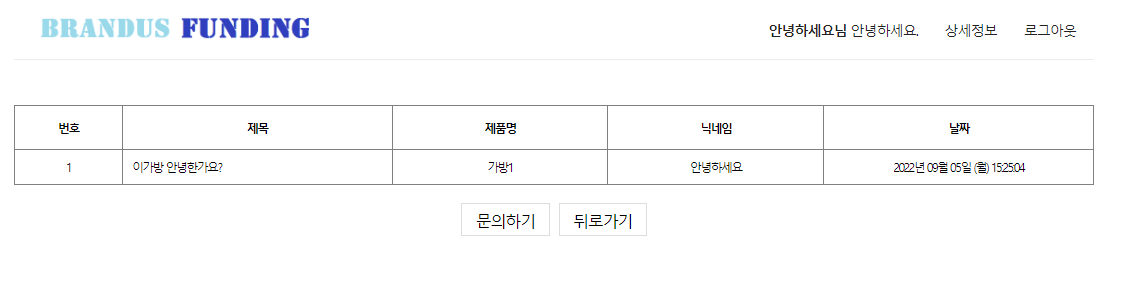 BRANDUS FUNDING
안녕하세요님 안녕하세요. 상세정보 로그아웃
번호 제목 제품명 닉네임 날짜
1 이가방 안녕한가요? 가방1 안녕하세요 2022년 09월 05일 (월) 15:25:04
문의하기 뒤로가기